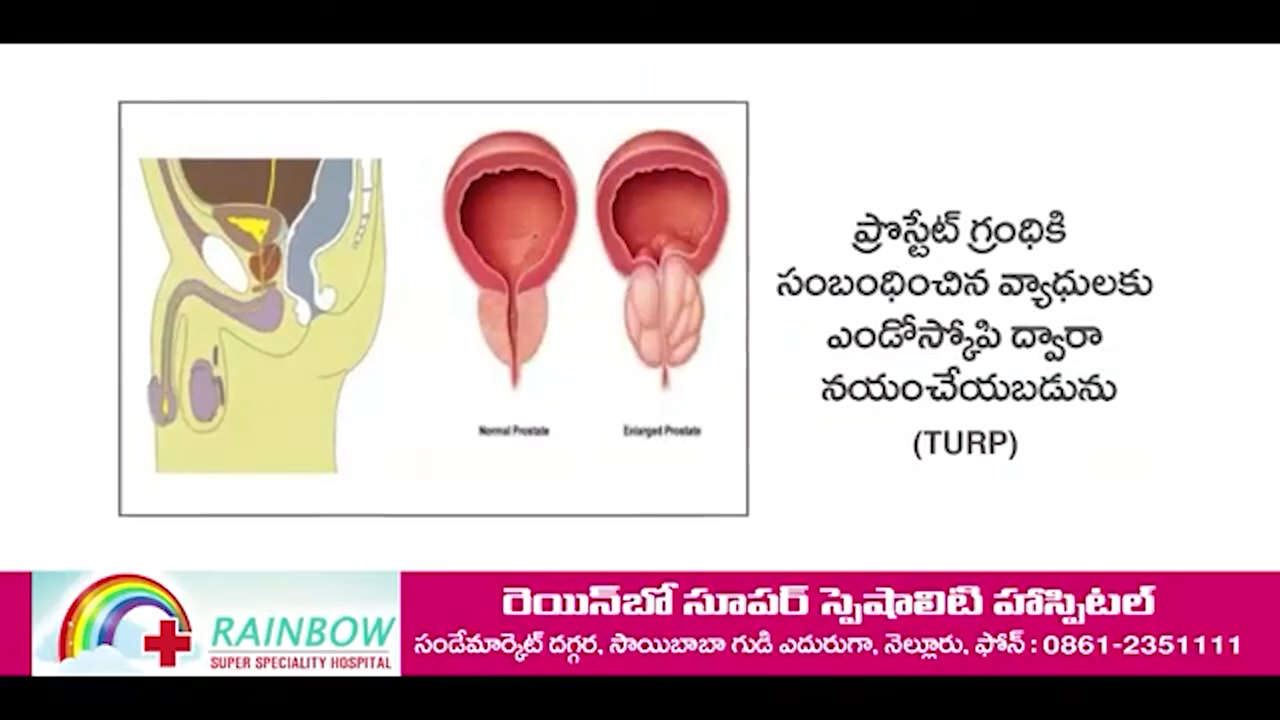 ప్రొస్టేట్ గ్రంధికి
సంబంధించిన వ్యాధులకు
ఎండోస్కోపి ద్వారా
నయంచేయబడును
(TURP)
Normal Prostate
Enlarged Prostate
RAINBOW
SUPER SPECIALITY HOSPITAL
రెయిన్‌బో సూపర్ స్పెషాలిటి హాస్పిటల్
సండేమార్కెట్ దగ్గర, సాయిబాబా గుడి ఎదురుగా, నెల్లూరు, ఫోన్ : 0861-2351111